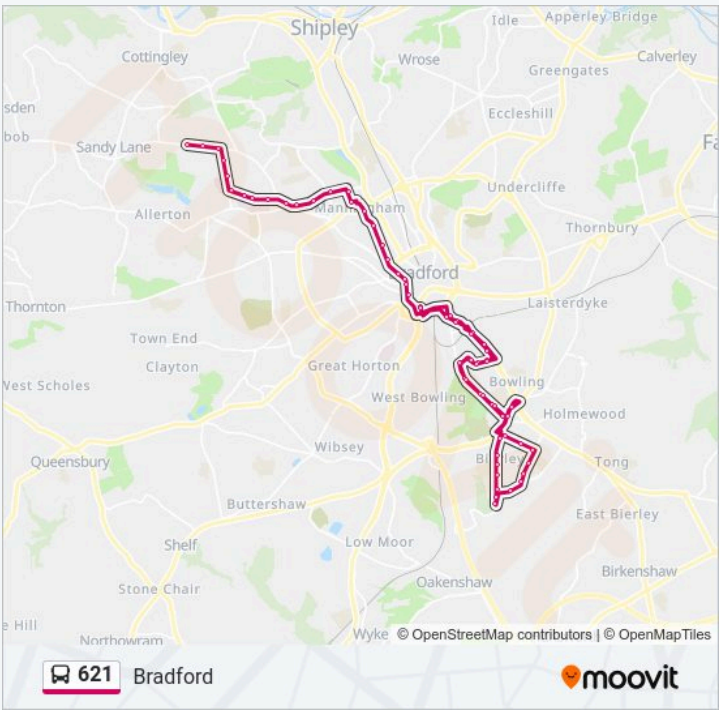 Shipley
Idle
Apperley Bridge
Cottingley
Wrose
Calverley
Greengates
sden
Eccleshill
bob
Sandy Lane
Fa
Undercliffe
Allerton
Manningham
Thornbury
Bradford
Thornton
Laisterdyke
Town End
Clayton
Great Horton
West Scholes
Bowling
West Bowling
Holmewood
Wibsey
Queensbury
Bierley
Tong
Buttershaw
East Bierley
Shelf
Low Moor
Birkenshaw
Oakenshaw
Stone Chair
e Hill
Northowram
Wyke
© OpenStreetMap contributors | © OpenMapTiles
621 Bradford
moovit